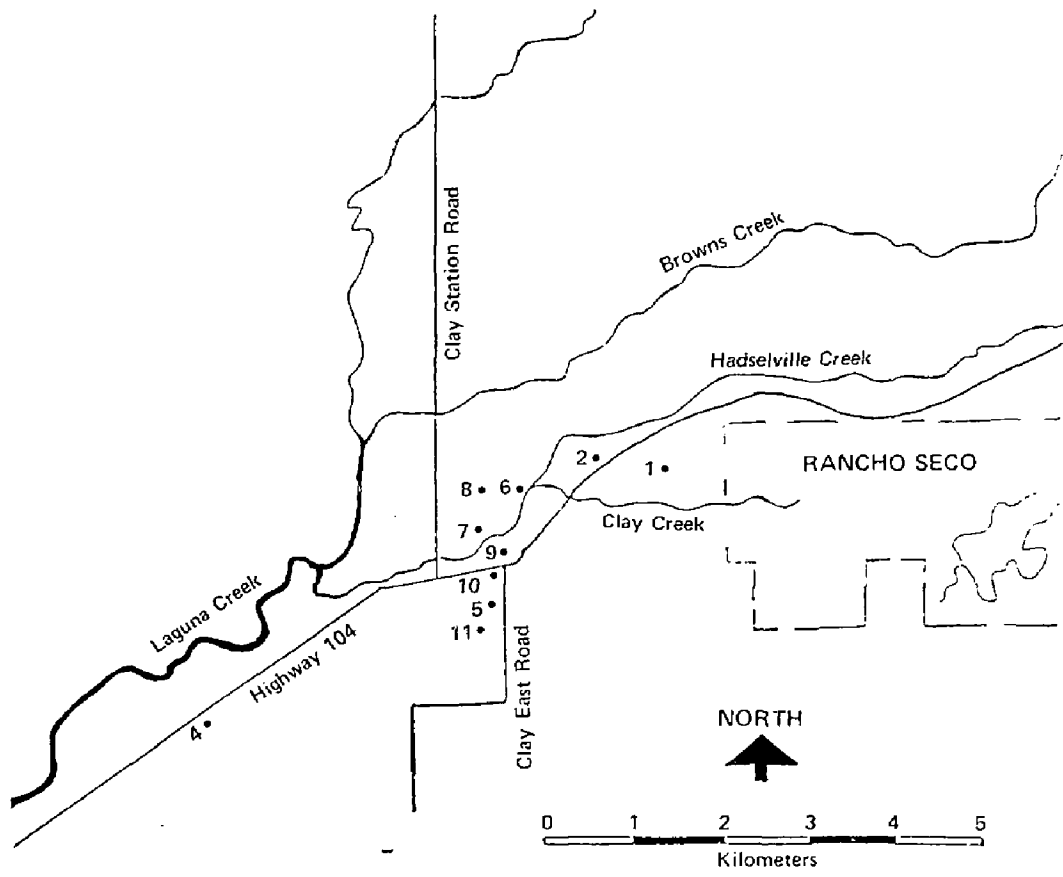 Clay Station Road
Browns Creek
Hadselville Creek
2
1
RANCHO SECO
8
6
Clay Creek
7
9
10
5
11
Laguna Creek
Highway 104
4
Clay East Road
NORTH
0 1 2 3 4 5
Kilometers